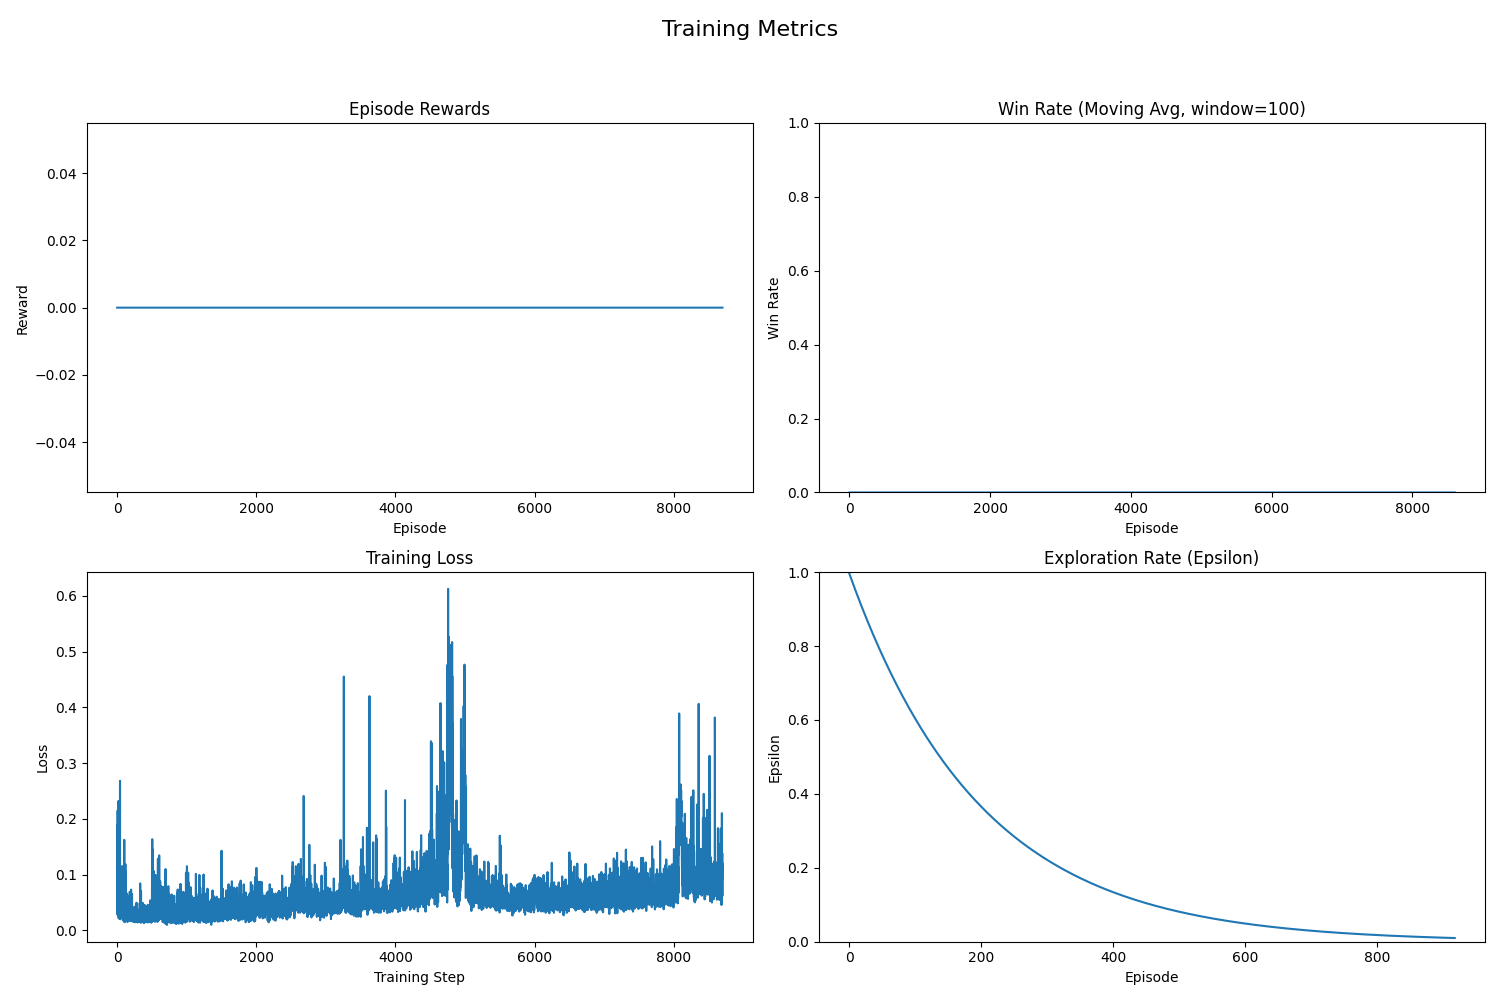 Training Metrics
Episode Rewards
0.04
0.02
0.00
−0.02
−0.04
Reward
0 2000 4000 6000 8000
Episode
Win Rate (Moving Avg, window=100)
1.0
0.8
0.6
0.4
0.2
0.0
Win Rate
0 2000 4000 6000 8000
Episode
Training Loss
0.6
0.5
0.4
0.3
0.2
0.1
0.0
Loss
0 2000 4000 6000 8000
Training Step
Exploration Rate (Epsilon)
1.0
0.8
0.6
0.4
0.2
0.0
Epsilon
0 200 400 600 800
Episode